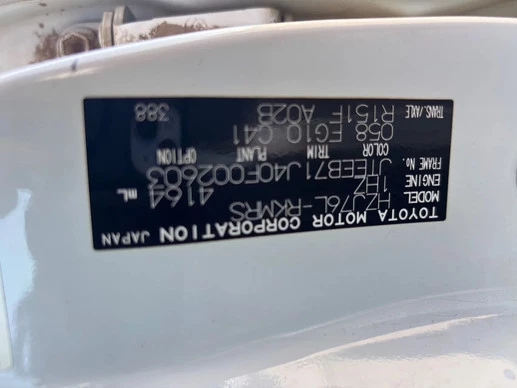 TOYOTA MOTOR CORPORATION JAPAN
MODEL HZJ76L-RKMRS
ENGINE 1HZ 4164 mL
FRAME No. JTEEB71J40F002603
COLOR TRIM PLANT OPTION
058 EG10 C41
TRANS./AXLE
R151F A02B 388